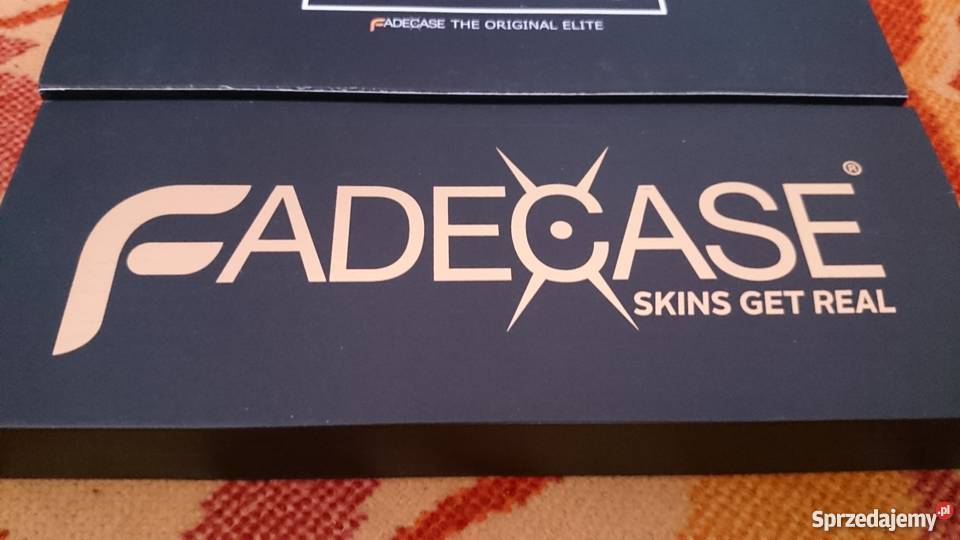 FADECASE THE ORIGINAL ELITE
FADECASE®
SKINS GET REAL
Sprzedajemy.pl